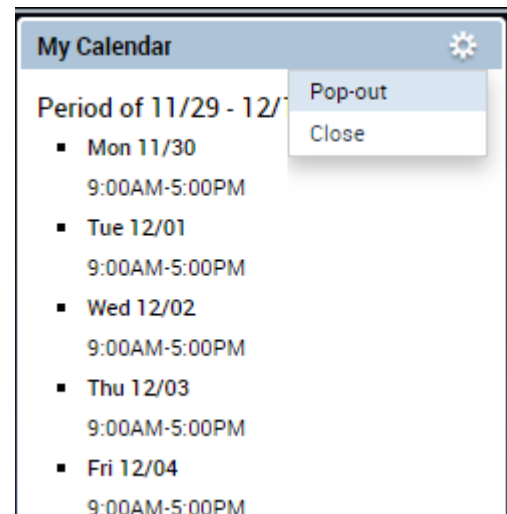 My Calendar
Pop-out
Close
Period of 11/29 - 12/
Mon 11/30
9:00AM-5:00PM
Tue 12/01
9:00AM-5:00PM
Wed 12/02
9:00AM-5:00PM
Thu 12/03
9:00AM-5:00PM
Fri 12/04
9:00AM-5:00PM